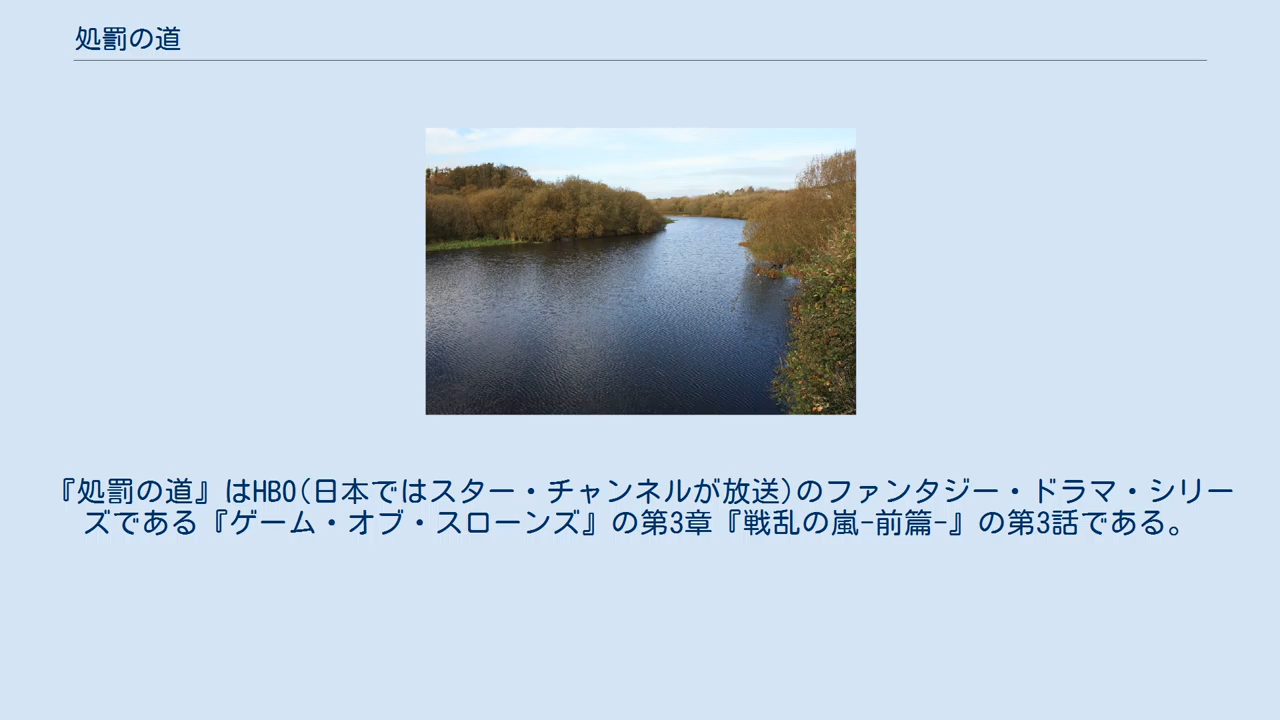 処罰の道
『処罰の道』はHBO(日本ではスター・チャンネルが放送)のファンタジー・ドラマ・シリー
ズである『ゲーム・オブ・スローンズ』の第3章『戦乱の嵐-前篇-』の第3話である。